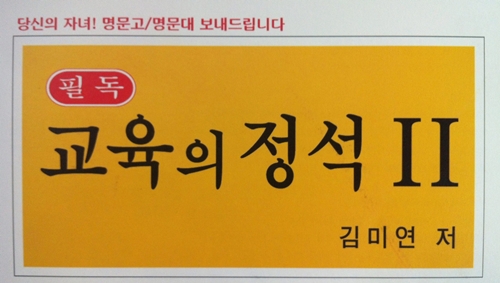 당신의 자녀! 명문고/명문대 보내드립니다
필독
교육의 정석 II
김미연 저